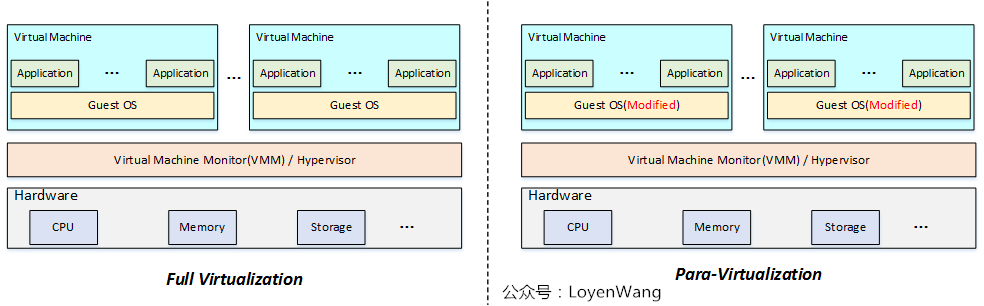 Virtual Machine
Application ... Application
Guest OS
...
Virtual Machine
Application ... Application
Guest OS
Virtual Machine Monitor(VMM) / Hypervisor
Hardware
CPU Memory Storage ...
Full Virtualization
Virtual Machine
Application ... Application
Guest OS(Modified)
...
Virtual Machine
Application ... Application
Guest OS(Modified)
Virtual Machine Monitor(VMM) / Hypervisor
Hardware
CPU Memory Storage ...
Para-Virtualization
公众号：LoyenWang